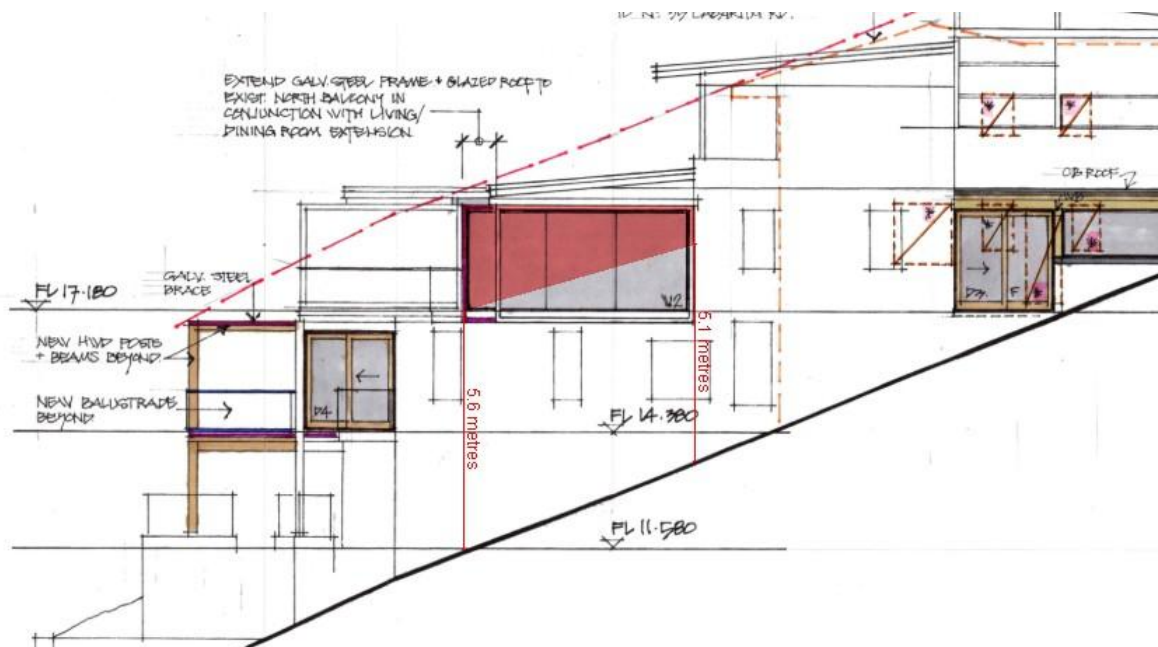 EXTEND GALV. STEEL FRAME + GLAZED ROOF TO
EXIST. NORTH BALCONY IN
CONJUNCTION WITH LIVING/
DINING ROOM EXTENSION
OB ROOF
GALV. STEEL
BRACE
FL 17.180
NEW HWD POSTS
+ BEAMS BEYOND
NEW BALUSTRADE
BEYOND
W2
D3
F
D4
5.6 metres
5.1 metres
FL 14.380
FL 11.580